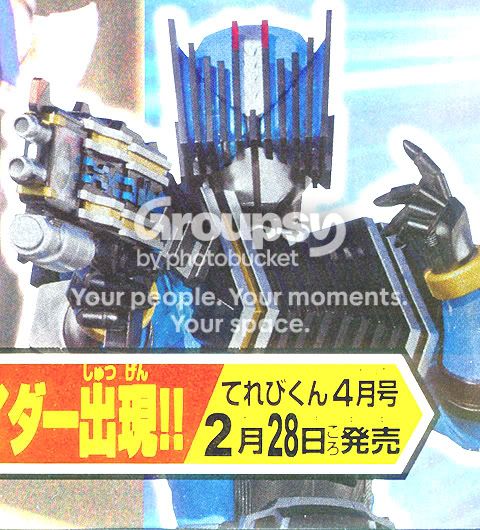 Groupsy
by photobucket
Your people. Your moments.
Your space.
しゅつ げん
イダー出現!!
てれびくん4月号
2月28日ごろ発売